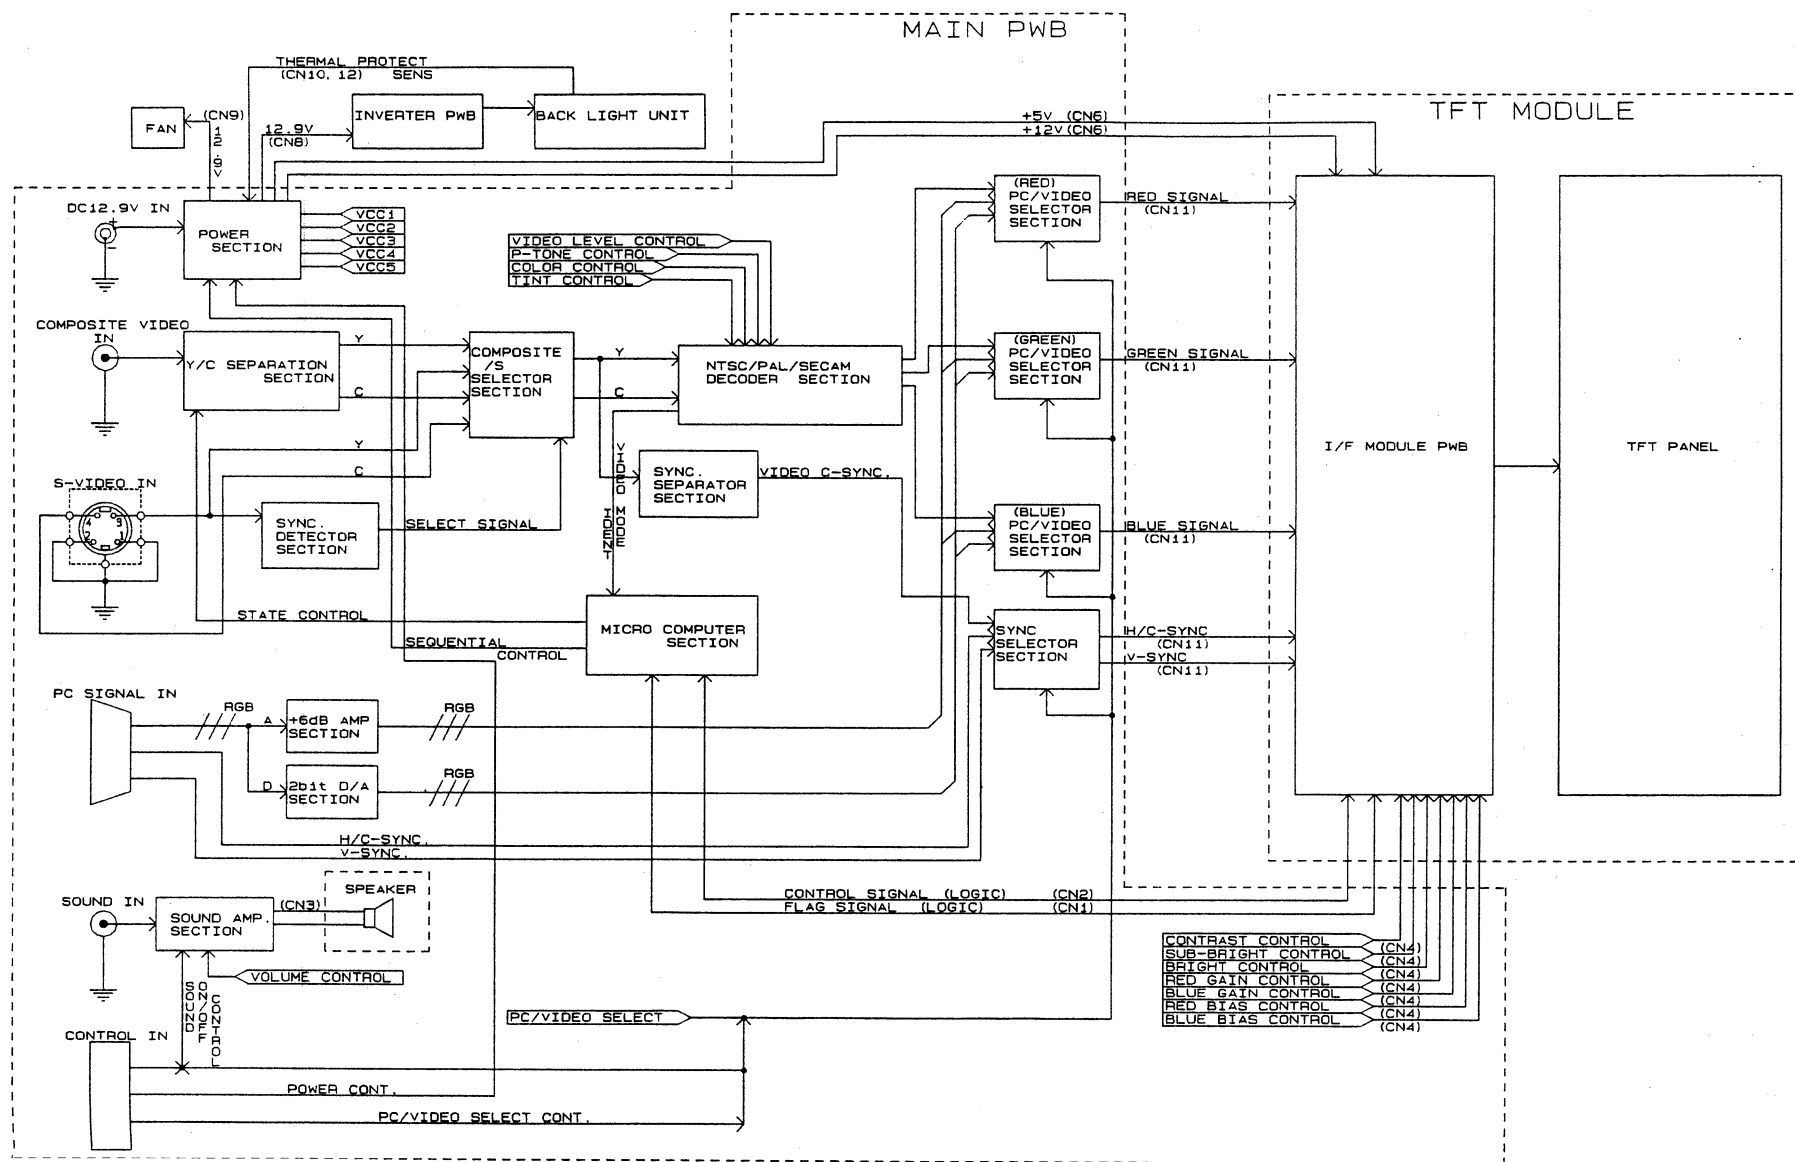 MAIN PWB
THERMAL PROTECT
(CN10, 12) SENS
TFT MODULE
FAN
(CN9)
12.9V
INVERTER PWB
BACK LIGHT UNIT
12.9V
(CN8)
+5V (CN6)
+12V (CN6)
DC12.9V IN
+
-
POWER
SECTION
VCC1
VCC2
VCC3
VCC4
VCC5
VIDEO LEVEL CONTROL
P-TONE CONTROL
COLOR CONTROL
TINT CONTROL
(RED)
PC/VIDEO
SELECTOR
SECTION
RED SIGNAL
(CN11)
COMPOSITE VIDEO
IN
Y/C SEPARATION
SECTION
Y
C
COMPOSITE
/S
SELECTOR
SECTION
Y
C
NTSC/PAL/SECAM
DECODER SECTION
(GREEN)
PC/VIDEO
SELECTOR
SECTION
GREEN SIGNAL
(CN11)
I/F MODULE PWB
TFT PANEL
Y
C
S-VIDEO IN
4
3
2
1
SYNC.
DETECTOR
SECTION
SELECT SIGNAL
VIDEO MODE
IDENT
SYNC.
SEPARATOR
SECTION
VIDEO C-SYNC.
(BLUE)
PC/VIDEO
SELECTOR
SECTION
BLUE SIGNAL
(CN11)
STATE CONTROL
SEQUENTIAL
CONTROL
MICRO COMPUTER
SECTION
SYNC
SELECTOR
SECTION
H/C-SYNC
(CN11)
V-SYNC
(CN11)
PC SIGNAL IN
RGB
A
+6dB AMP
SECTION
RGB
D
2bit D/A
SECTION
RGB
H/C-SYNC.
V-SYNC.
SOUND IN
SOUND AMP.
SECTION
(CN3)
SPEAKER
VOLUME CONTROL
SOUND
ON/OFF
CONTROL
CONTROL SIGNAL (LOGIC) (CN2)
FLAG SIGNAL (LOGIC) (CN1)
CONTRAST CONTROL (CN4)
SUB-BRIGHT CONTROL (CN4)
BRIGHT CONTROL (CN4)
RED GAIN CONTROL (CN4)
BLUE GAIN CONTROL (CN4)
RED BIAS CONTROL (CN4)
BLUE BIAS CONTROL (CN4)
PC/VIDEO SELECT
CONTROL IN
POWER CONT.
PC/VIDEO SELECT CONT.